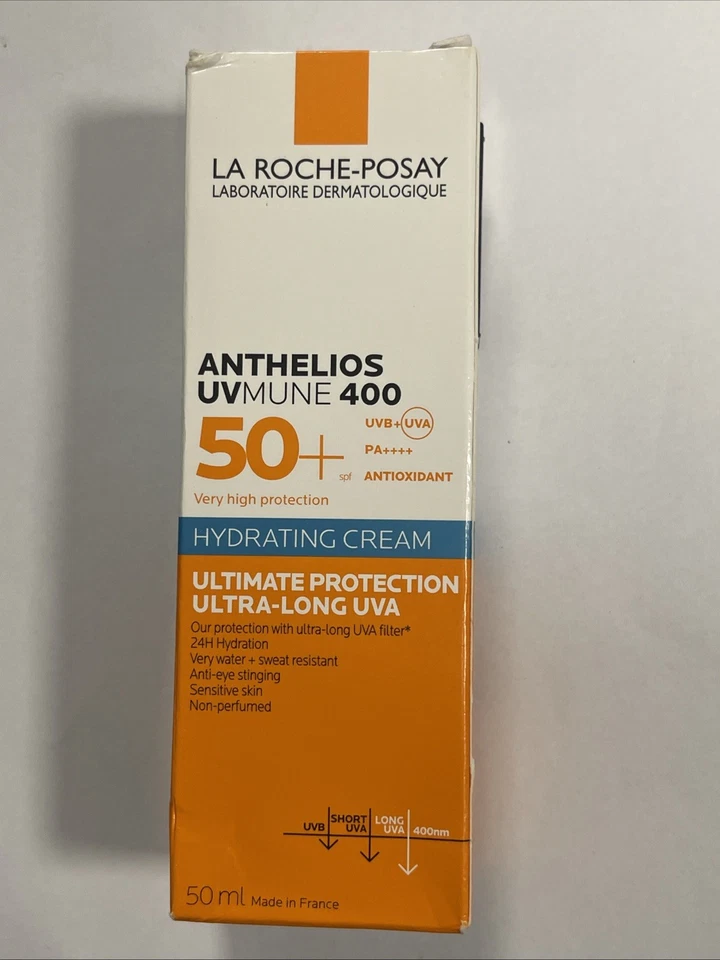 LA ROCHE-POSAY
LABORATOIRE DERMATOLOGIQUE
ANTHELIOS
UVMUNE 400
50+ spf
UVB+UVA
PA++++
ANTIOXIDANT
Very high protection
HYDRATING CREAM
ULTIMATE PROTECTION
ULTRA-LONG UVA
Our protection with ultra-long UVA filter*
24H Hydration
Very water + sweat resistant
Anti-eye stinging
Sensitive skin
Non-perfumed
UVB
SHORT
UVA
LONG
UVA
400nm
50 ml Made in France